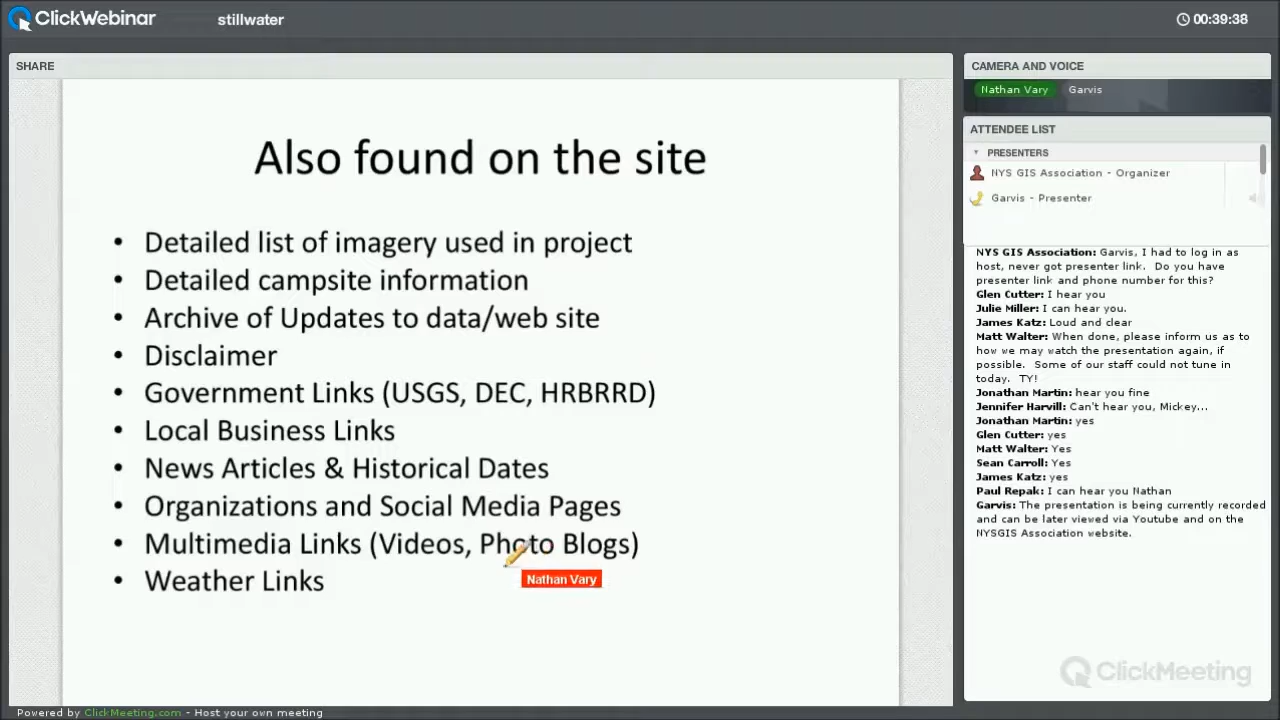 ClickWebinar
stillwater
00:39:38
SHARE
Also found on the site
• Detailed list of imagery used in project
• Detailed campsite information
• Archive of Updates to data/web site
• Disclaimer
• Government Links (USGS, DEC, HRBRRD)
• Local Business Links
• News Articles & Historical Dates
• Organizations and Social Media Pages
• Multimedia Links (Videos, Photo Blogs)
• Weather Links
Nathan Vary
CAMERA AND VOICE
Nathan Vary Garvis
ATTENDEE LIST
PRESENTERS
NYS GIS Association - Organizer
Garvis - Presenter
NYS GIS Association: Garvis, I had to log in as
host, never got presenter link. Do you have
presenter link and phone number for this?
Glen Cutter: I hear you
Julie Miller: I can hear you.
James Katz: Loud and clear
Matt Walter: When done, please inform us as to
how we may watch the presentation again, if
possible. Some of our staff could not tune in
today. TY!
Jonathan Martin: hear you fine
Jennifer Harvill: Can't hear you, Mickey...
Jonathan Martin: yes
Glen Cutter: yes
Matt Walter: Yes
Sean Carroll: Yes
James Katz: yes
Paul Repak: I can hear you Nathan
Garvis: The presentation is being currently recorded
and can be later viewed via Youtube and on the
NYSGIS Association website.
ClickMeeting
Powered by ClickMeeting.com - Host your own meeting